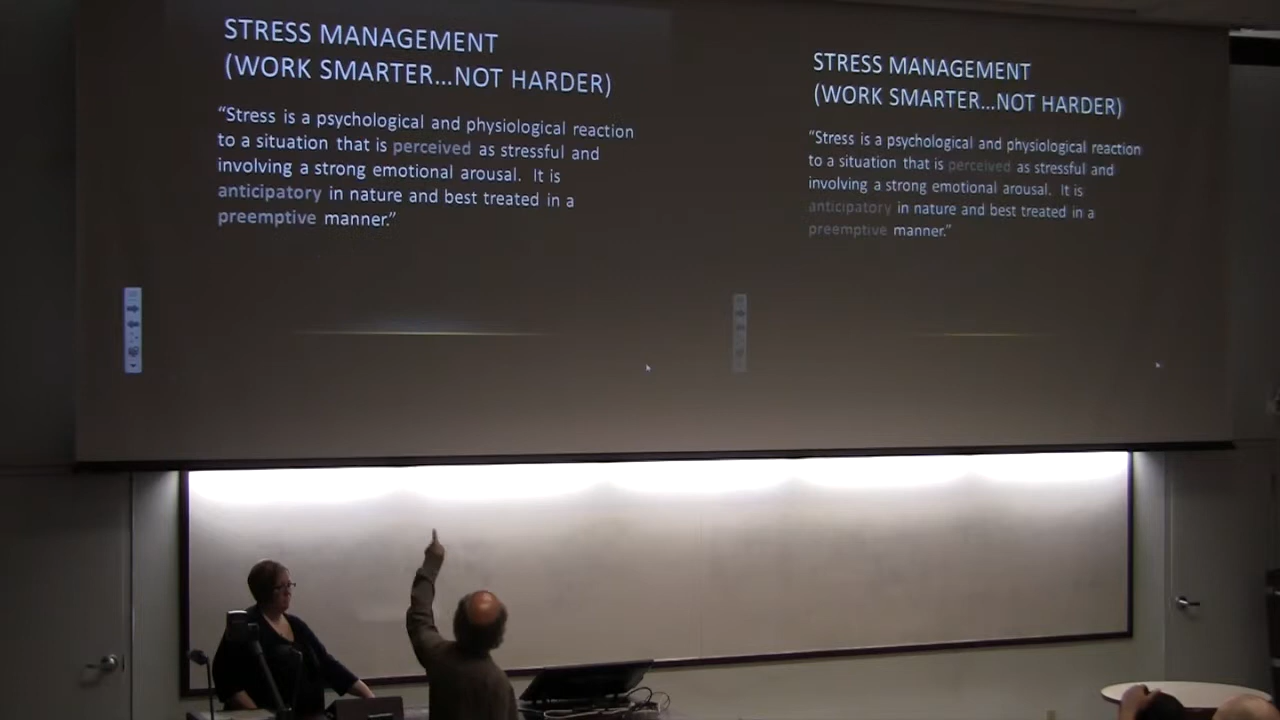 STRESS MANAGEMENT
(WORK SMARTER...NOT HARDER)
“Stress is a psychological and physiological reaction
to a situation that is perceived as stressful and
involving a strong emotional arousal. It is
anticipatory in nature and best treated in a
preemptive manner.”
STRESS MANAGEMENT
(WORK SMARTER...NOT HARDER)
“Stress is a psychological and physiological reaction
to a situation that is perceived as stressful and
involving a strong emotional arousal. It is
anticipatory in nature and best treated in a
preemptive manner.”